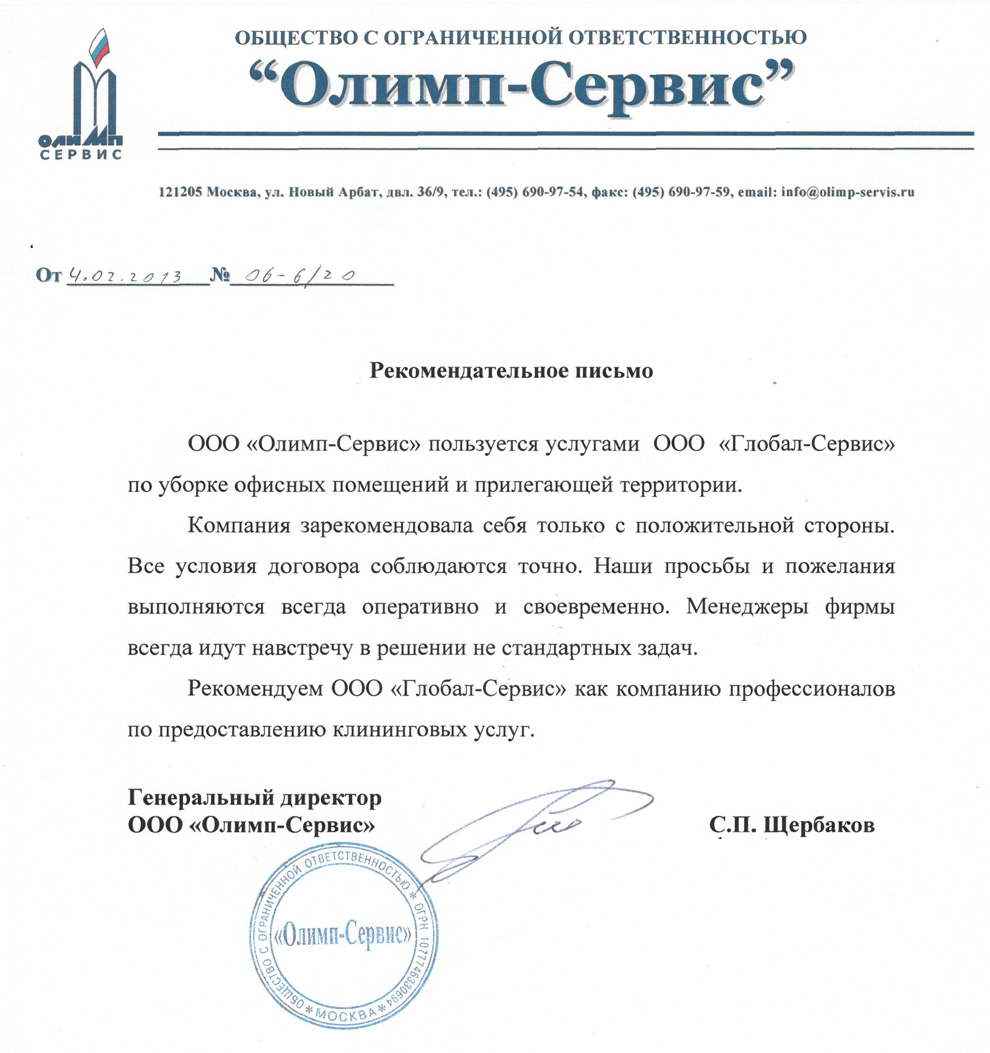 ОБЩЕСТВО С ОГРАНИЧЕННОЙ ОТВЕТСТВЕННОСТЬЮ
“Олимп-Сервис”
ОЛИМП
СЕРВИС
121205 Москва, ул. Новый Арбат, двл. 36/9, тел.: (495) 690-97-54, факс: (495) 690-97-59, email: info@olimp-servis.ru
От 4.02.2013 № 06-6/20
Рекомендательное письмо
ООО «Олимп-Сервис» пользуется услугами ООО «Глобал-Сервис»
по уборке офисных помещений и прилегающей территории.
Компания зарекомендовала себя только с положительной стороны.
Все условия договора соблюдаются точно. Наши просьбы и пожелания
выполняются всегда оперативно и своевременно. Менеджеры фирмы
всегда идут навстречу в решении не стандартных задач.
Рекомендуем ООО «Глобал-Сервис» как компанию профессионалов
по предоставлению клининговых услуг.
Генеральный директор
ООО «Олимп-Сервис»
С.П. Щербаков
ОБЩЕСТВО С ОГРАНИЧЕННОЙ ОТВЕТСТВЕННОСТЬЮ * ОГРН 1077746330694 * МОСКВА *
«Олимп-Сервис»